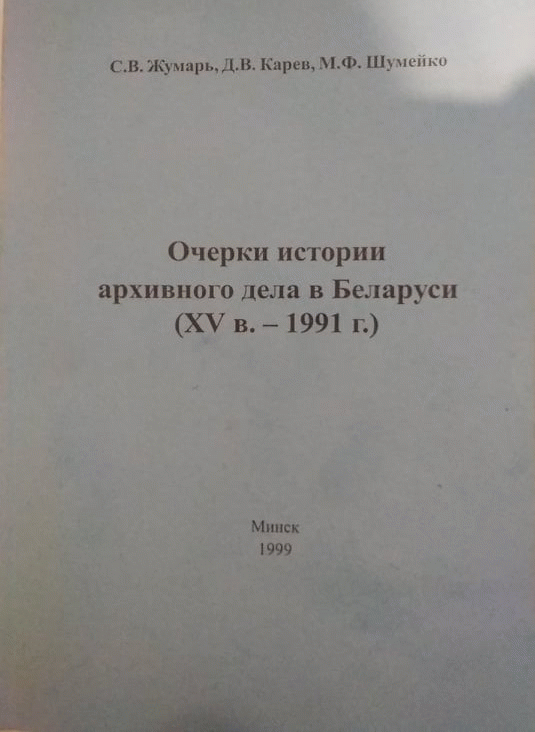 С.В. Жумарь, Д.В. Карев, М.Ф. Шумейко
Очерки истории
архивного дела в Беларуси
(XV в. – 1991 г.)
Минск
1999